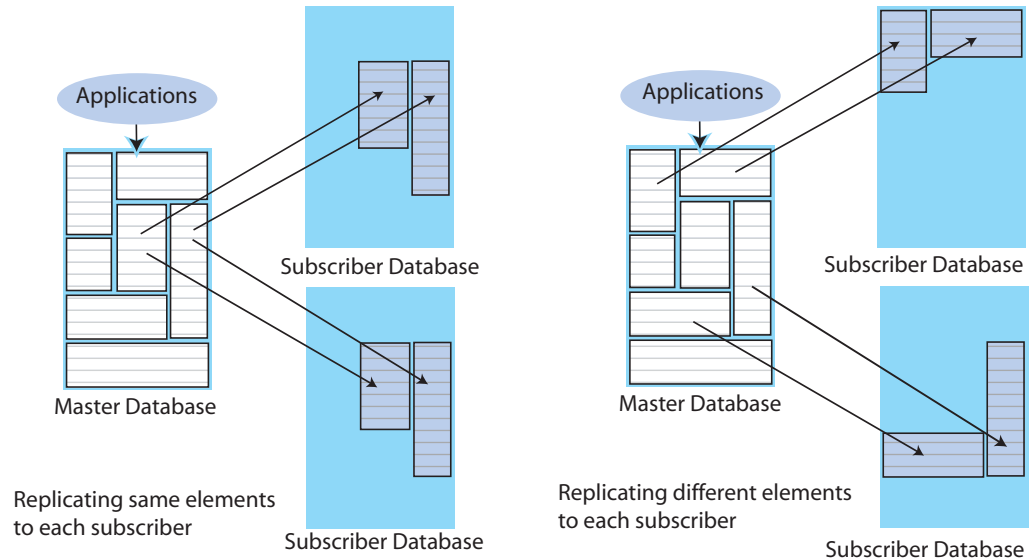 Applications
Subscriber Database
Master Database
Replicating same elements
to each subscriber
Subscriber Database
Applications
Subscriber Database
Master Database
Replicating different elements
to each subscriber
Subscriber Database